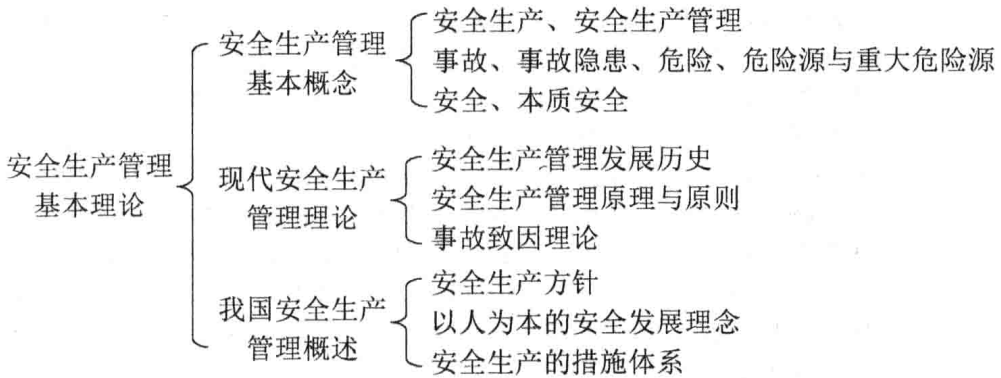 安全生产管理
基本理论
安全生产管理
基本概念
安全生产、安全生产管理
事故、事故隐患、危险、危险源与重大危险源
安全、本质安全
现代安全生产
管理理论
安全生产管理发展历史
安全生产管理原理与原则
事故致因理论
我国安全生产
管理概述
安全生产方针
以人为本的安全发展理念
安全生产的措施体系